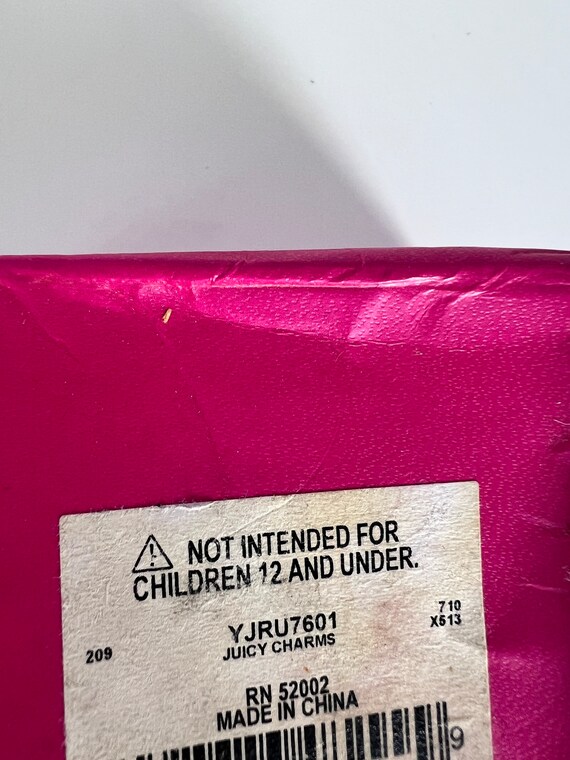 ⚠ NOT INTENDED FOR
CHILDREN 12 AND UNDER.
YJRU7601
710
X513
209
JUICY CHARMS
RN 52002
MADE IN CHINA
9